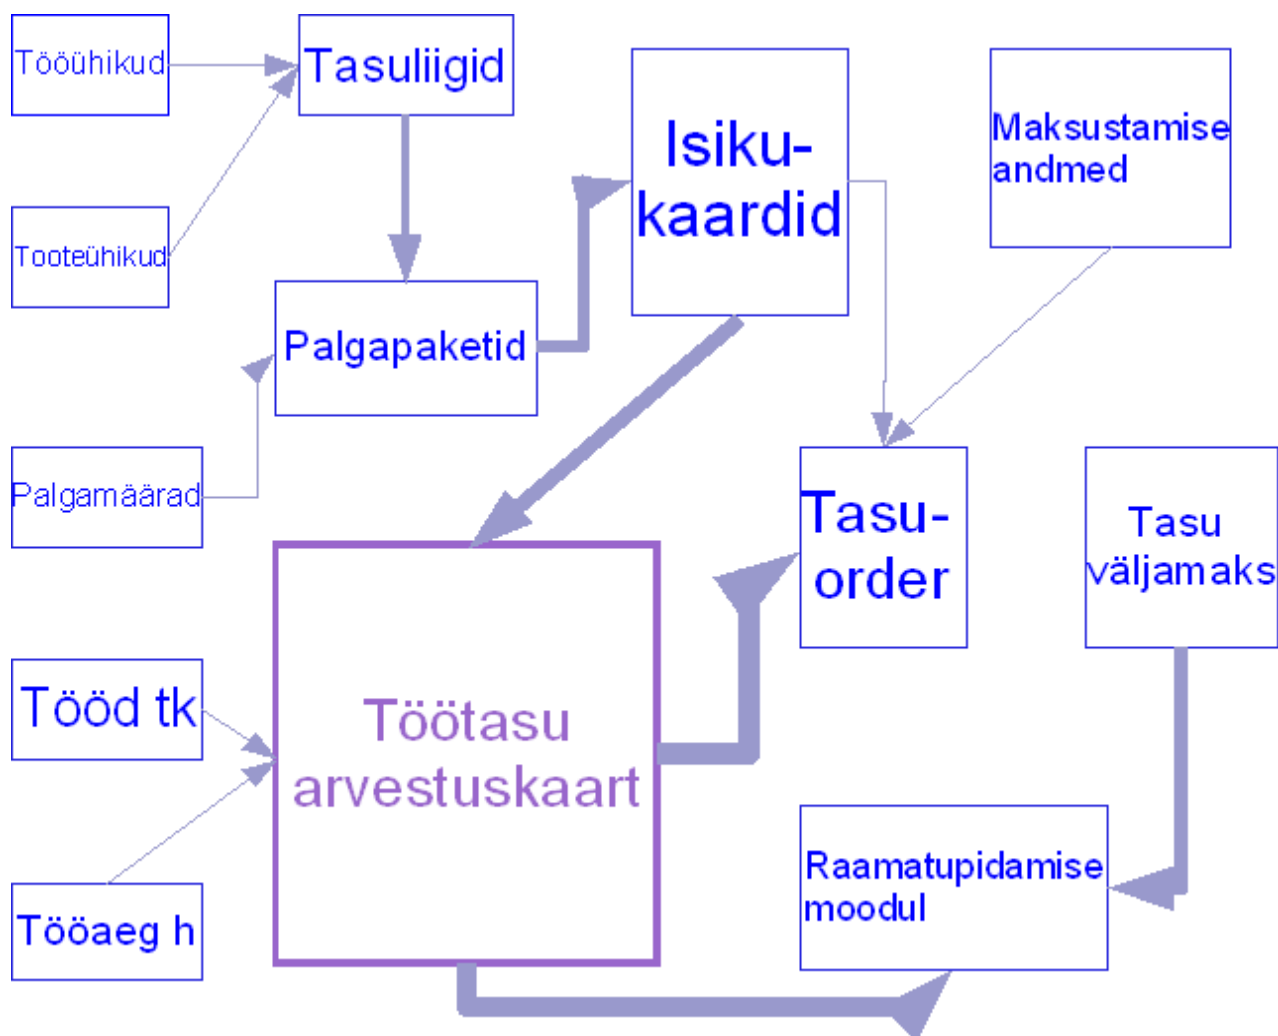 Tööühikud
Tasuliigid
Isiku-
kaardid
Maksustamise
andmed
Tooteühikud
Palgapaketid
Palgamäärad
Tasu-
order
Tasu
väljamaks
Tööd tk
Töötasu
arvestuskaart
Tööaeg h
Raamatupidamise
moodul